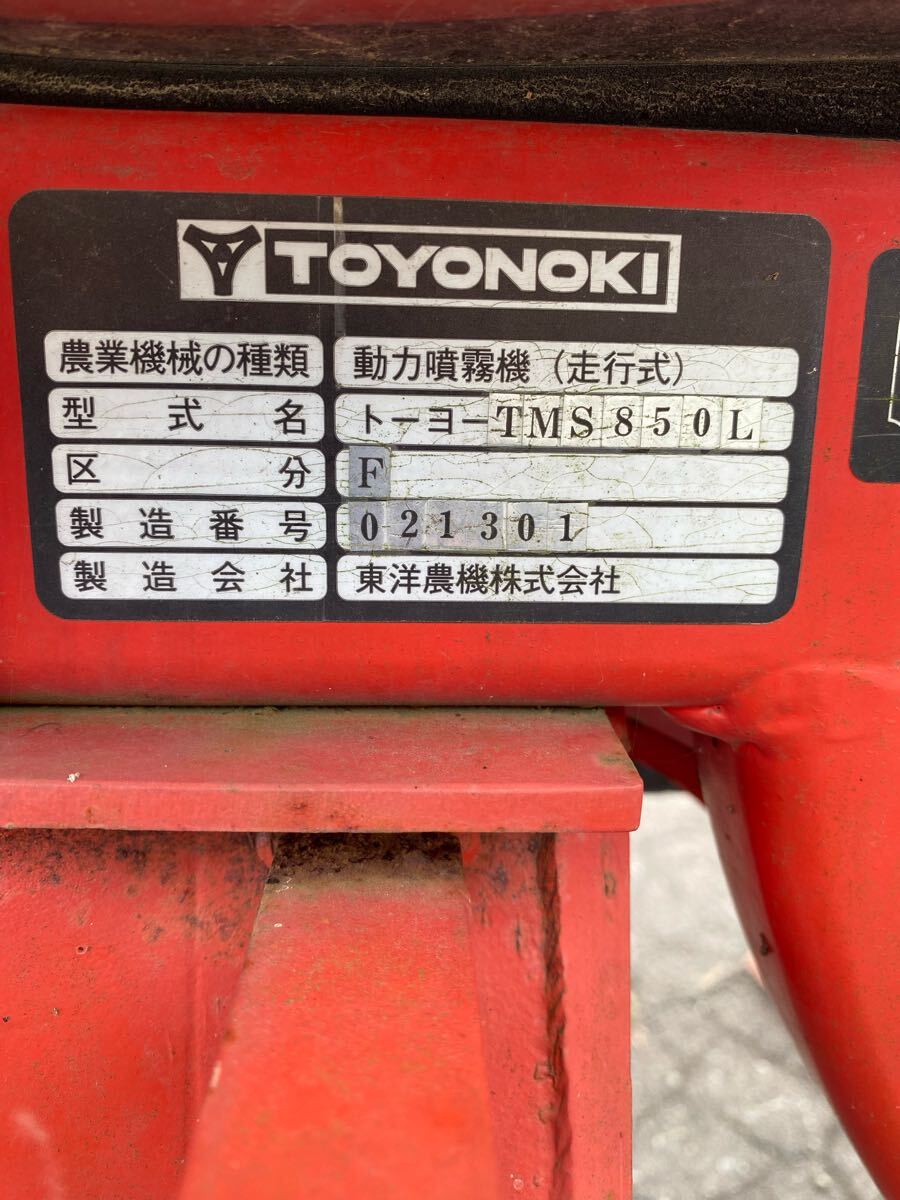 TOYONOKI
農業機械の種類 動力噴霧機（走行式）
型式名 トーヨーTMS850L
区分 F
製造番号 021301
製造会社 東洋農機株式会社